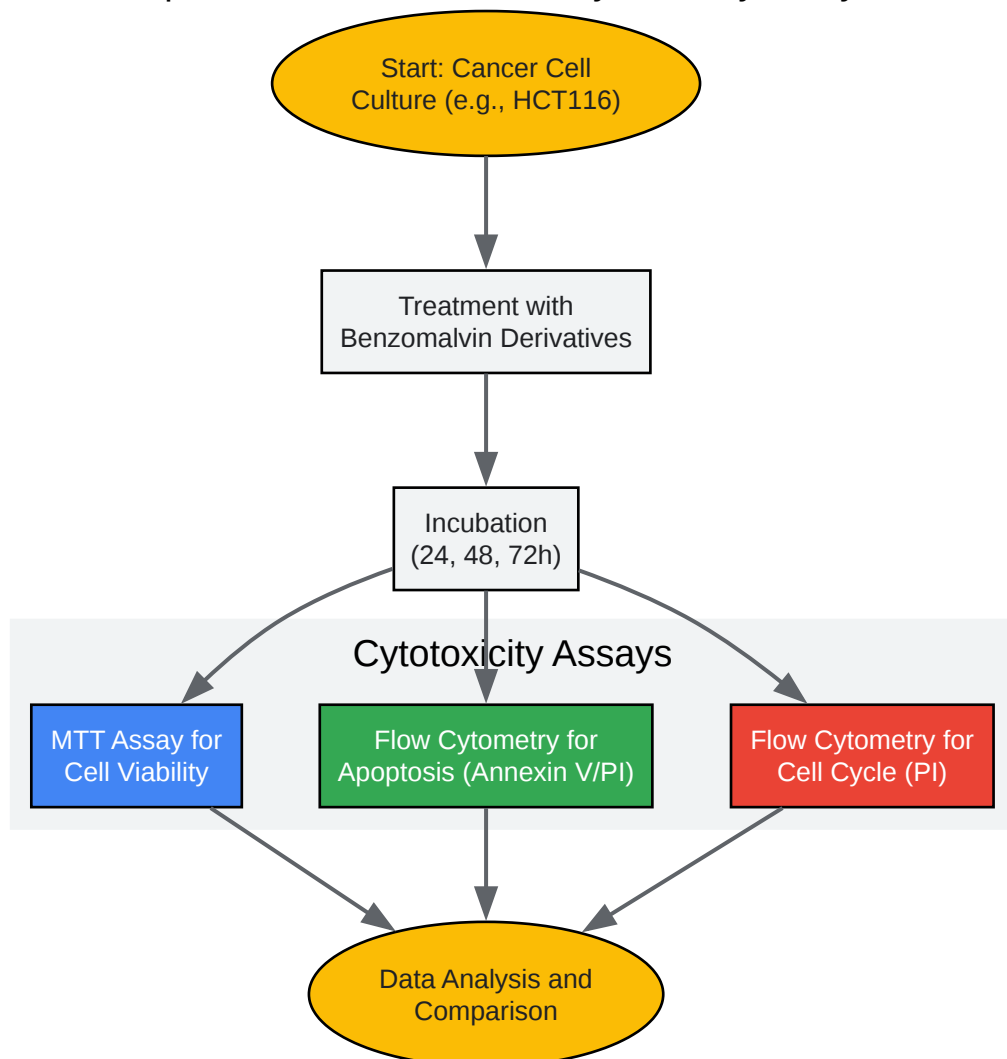 Start: Cancer Cell
Culture (e.g., HCT116)
Treatment with
Benzomalvin Derivatives
Incubation
(24, 48, 72h)
Cytotoxicity Assays
MTT Assay for
Cell Viability
Flow Cytometry for
Apoptosis (Annexin V/PI)
Flow Cytometry for
Cell Cycle (PI)
Data Analysis and
Comparison